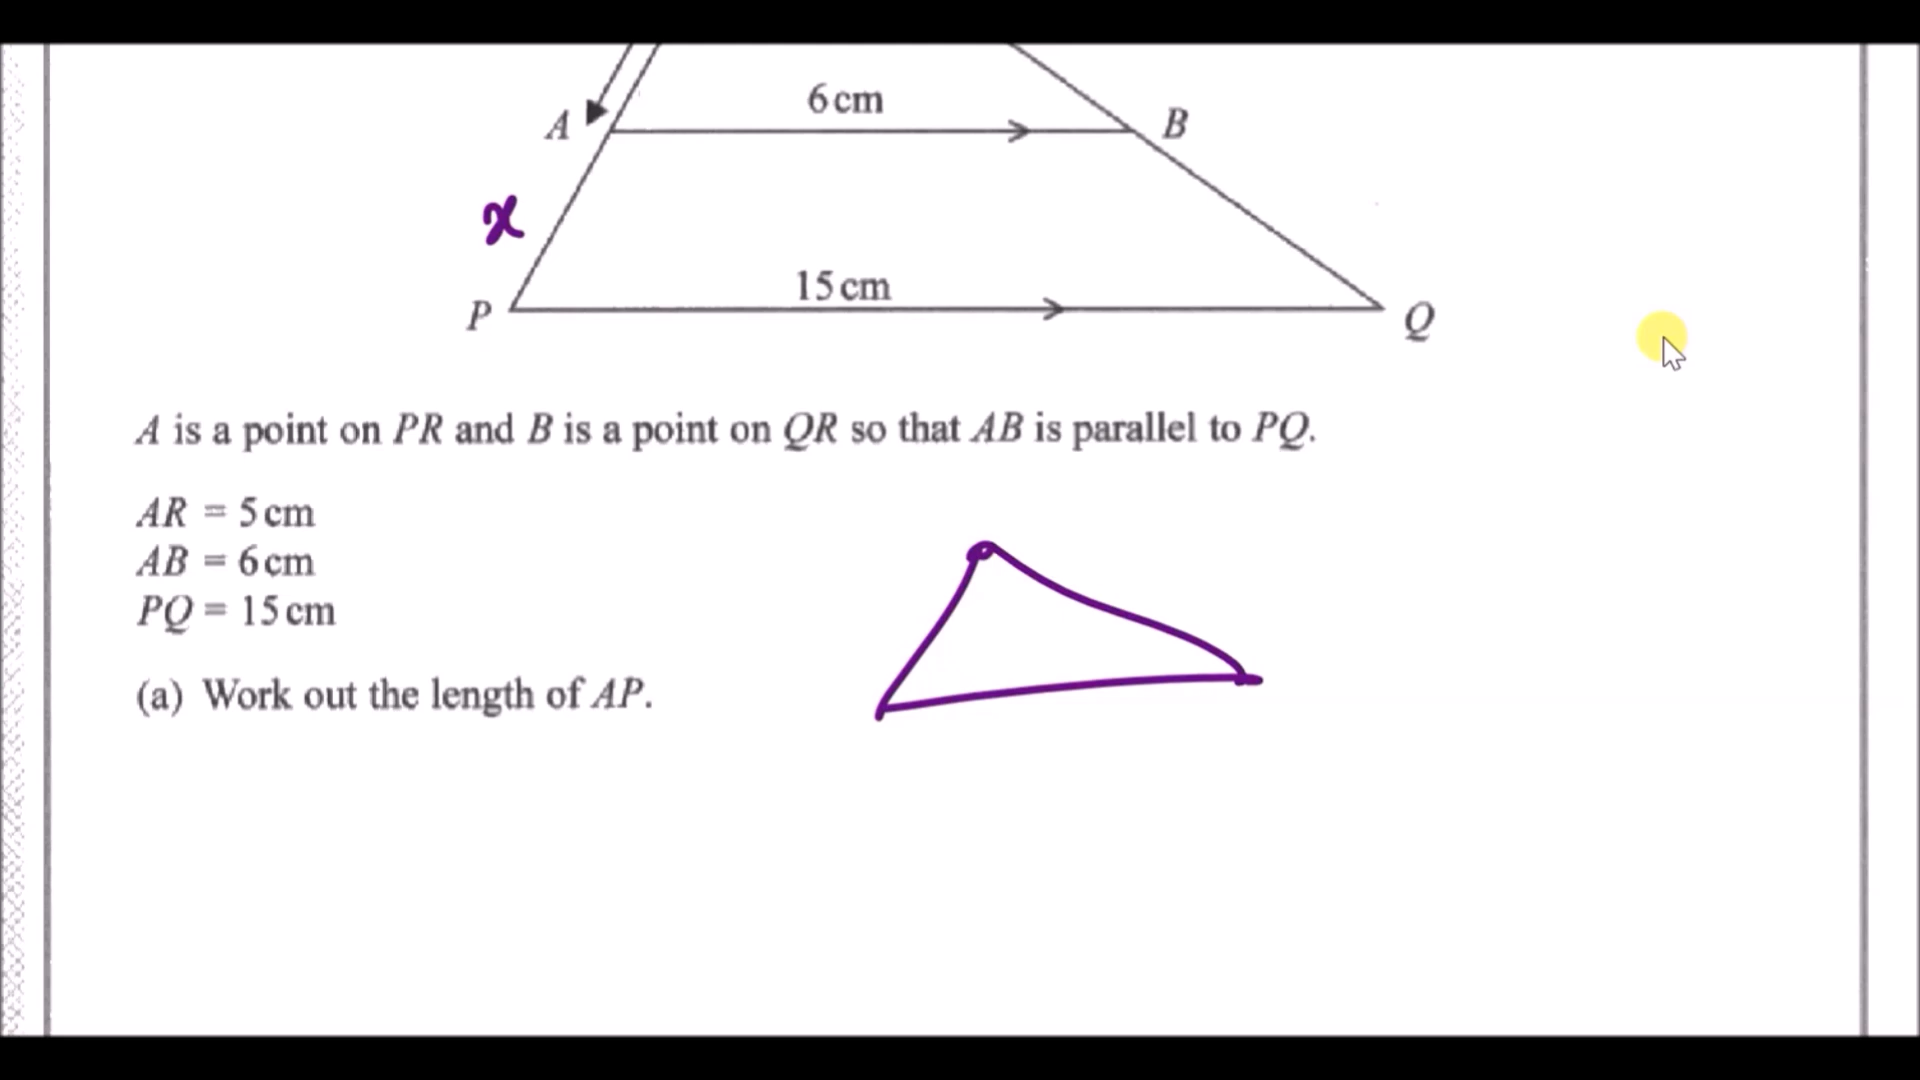 6 cm
A
B
x
15 cm
P
Q
A is a point on PR and B is a point on QR so that AB is parallel to PQ.
AR = 5 cm
AB = 6 cm
PQ = 15 cm
(a) Work out the length of AP.